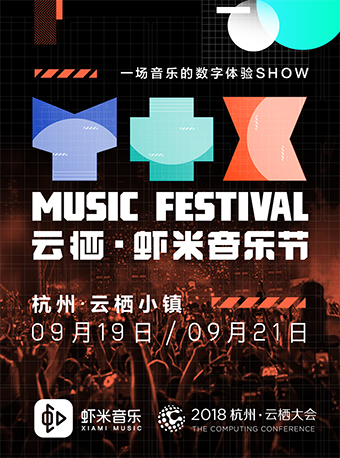 一场音乐的数字体验SHOW
MUSIC FESTIVAL
云栖·虾米音乐节
杭州·云栖小镇
09月19日 / 09月21日
虾米音乐
XIAMI MUSIC
2018 杭州·云栖大会
THE COMPUTING CONFERENCE